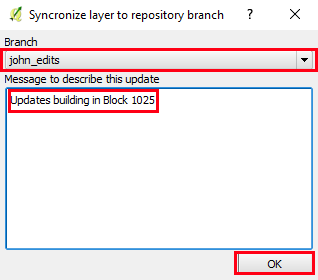 Syncronize layer to repository branch ? ×
Branch
john_edits
Message to describe this update
Updates building in Block 1025
OK